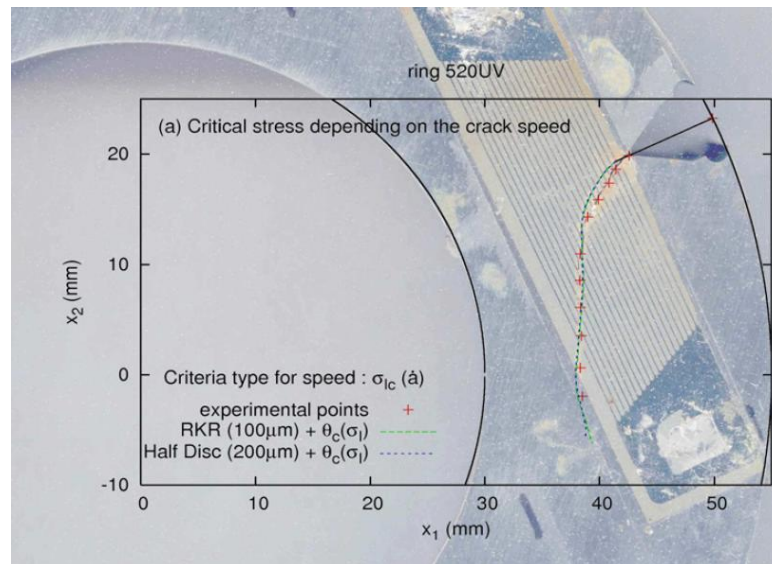 ring 520UV
(a) Critical stress depending on the crack speed
20
10
0
-10
x₂ (mm)
Criteria type for speed : σIc (ȧ)
experimental points
RKR (100μm) + θc(σI)
Half Disc (200μm) + θc(σI)
0 10 20 30 40 50
x₁ (mm)